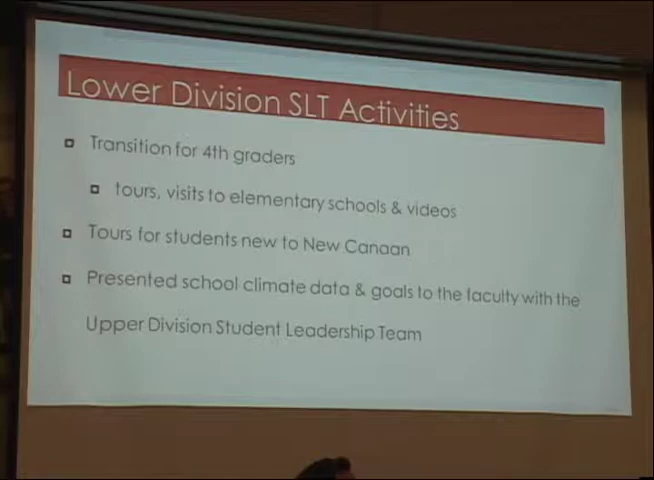 Lower Division SLT Activities
Transition for 4th graders
tours, visits to elementary schools & videos
Tours for students new to New Canaan
Presented school climate data & goals to the faculty with the
Upper Division Student Leadership Team